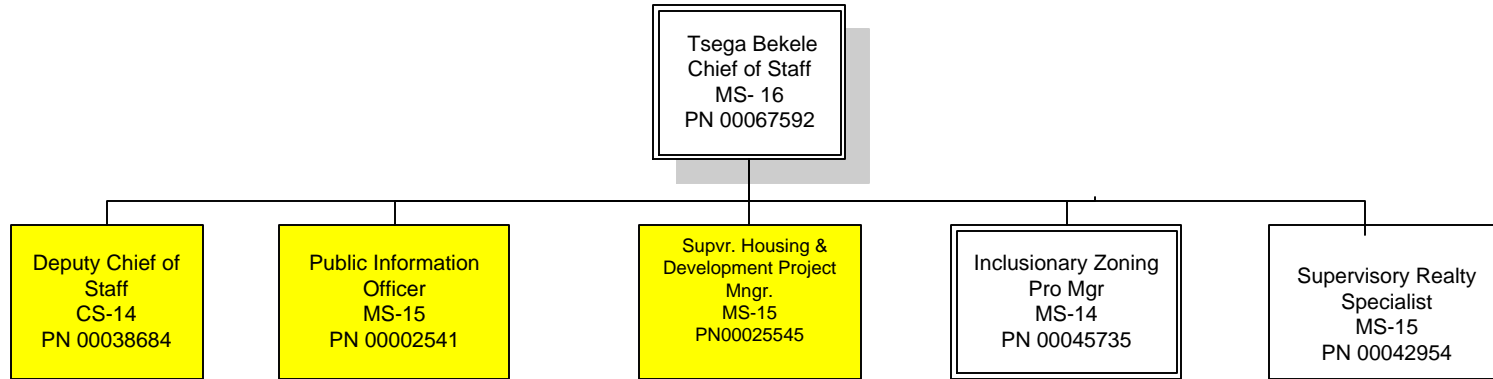 Tsega Bekele
Chief of Staff
MS- 16
PN 00067592
Deputy Chief of
Staff
CS-14
PN 00038684
Public Information
Officer
MS-15
PN 00002541
Supvr. Housing &
Development Project
Mngr.
MS-15
PN00025545
Inclusionary Zoning
Pro Mgr
MS-14
PN 00045735
Supervisory Realty
Specialist
MS-15
PN 00042954